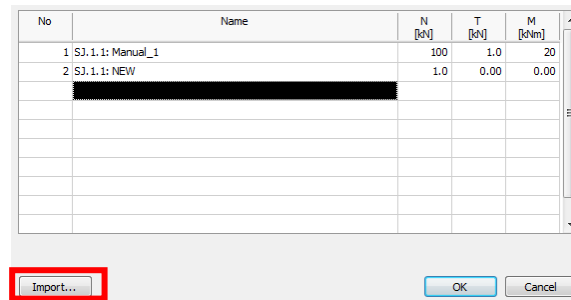 No Name N T M
[kN] [kN] [kNm]
1 SJ.1.1: Manual_1 100 1.0 20
2 SJ.1.1: NEW 1.0 0.00 0.00
Import... OK Cancel